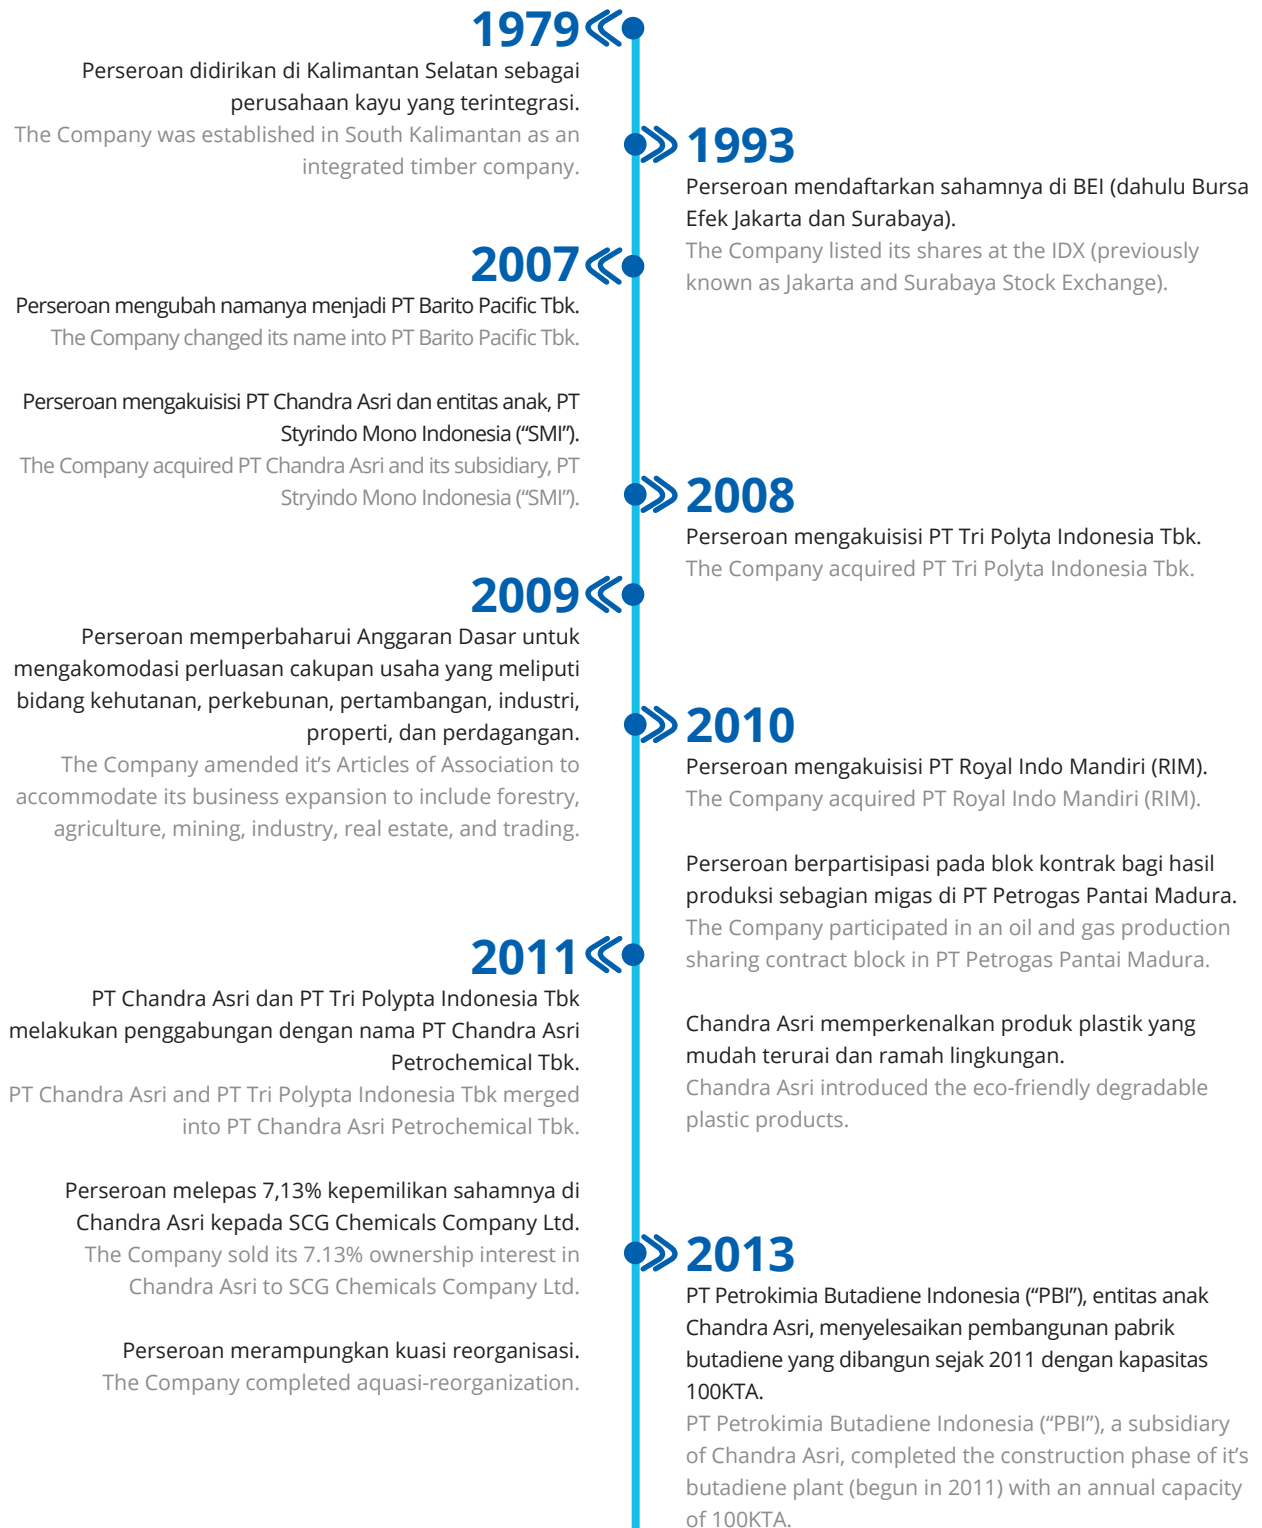 1979
Perseroan didirikan di Kalimantan Selatan sebagai
perusahaan kayu yang terintegrasi.
The Company was established in South Kalimantan as an
integrated timber company.
1993
Perseroan mendaftarkan sahamnya di BEI (dahulu Bursa
Efek Jakarta dan Surabaya).
The Company listed its shares at the IDX (previously
known as Jakarta and Surabaya Stock Exchange).
2007
Perseroan mengubah namanya menjadi PT Barito Pacific Tbk.
The Company changed its name into PT Barito Pacific Tbk.
Perseroan mengakuisisi PT Chandra Asri dan entitas anak, PT
Styrindo Mono Indonesia (“SMI”).
The Company acquired PT Chandra Asri and its subsidiary, PT
Stryindo Mono Indonesia (“SMI”).
2008
Perseroan mengakuisisi PT Tri Polyta Indonesia Tbk.
The Company acquired PT Tri Polyta Indonesia Tbk.
2009
Perseroan memperbaharui Anggaran Dasar untuk
mengakomodasi perluasan cakupan usaha yang meliputi
bidang kehutanan, perkebunan, pertambangan, industri,
properti, dan perdagangan.
The Company amended it’s Articles of Association to
accommodate its business expansion to include forestry,
agriculture, mining, industry, real estate, and trading.
2010
Perseroan mengakuisisi PT Royal Indo Mandiri (RIM).
The Company acquired PT Royal Indo Mandiri (RIM).
Perseroan berpartisipasi pada blok kontrak bagi hasil
produksi sebagian migas di PT Petrogas Pantai Madura.
The Company participated in an oil and gas production
sharing contract block in PT Petrogas Pantai Madura.
Chandra Asri memperkenalkan produk plastik yang
mudah terurai dan ramah lingkungan.
Chandra Asri introduced the eco-friendly degradable
plastic products.
2011
PT Chandra Asri dan PT Tri Polypta Indonesia Tbk
melakukan penggabungan dengan nama PT Chandra Asri
Petrochemical Tbk.
PT Chandra Asri and PT Tri Polypta Indonesia Tbk merged
into PT Chandra Asri Petrochemical Tbk.
Perseroan melepas 7,13% kepemilikan sahamnya di
Chandra Asri kepada SCG Chemicals Company Ltd.
The Company sold its 7.13% ownership interest in
Chandra Asri to SCG Chemicals Company Ltd.
Perseroan merampungkan kuasi reorganisasi.
The Company completed aquasi-reorganization.
2013
PT Petrokimia Butadiene Indonesia (“PBI”), entitas anak
Chandra Asri, menyelesaikan pembangunan pabrik
butadiene yang dibangun sejak 2011 dengan kapasitas
100KTA.
PT Petrokimia Butadiene Indonesia (“PBI”), a subsidiary
of Chandra Asri, completed the construction phase of it’s
butadiene plant (begun in 2011) with an annual capacity
of 100KTA.